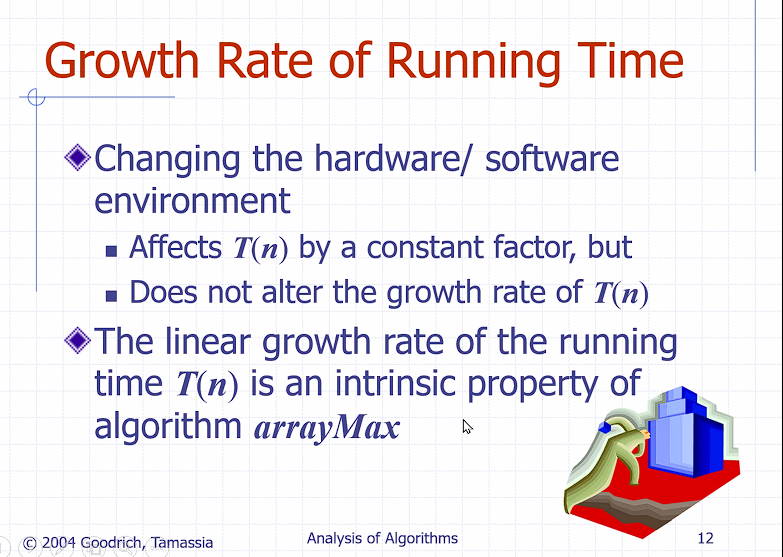 Growth Rate of Running Time
Changing the hardware/ software
environment
Affects T(n) by a constant factor, but
Does not alter the growth rate of T(n)
The linear growth rate of the running
time T(n) is an intrinsic property of
algorithm arrayMax
© 2004 Goodrich, Tamassia
Analysis of Algorithms
12